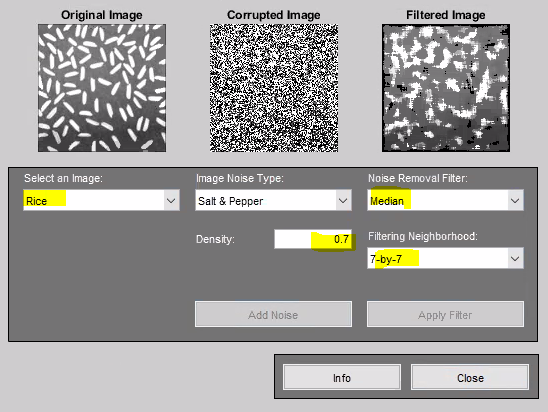 Original Image
Corrupted Image
Filtered Image
Select an Image:
Image Noise Type:
Noise Removal Filter:
Rice
Salt & Pepper
Median
Density:
0.7
Filtering Neighborhood:
7-by-7
Add Noise
Apply Filter
Info
Close